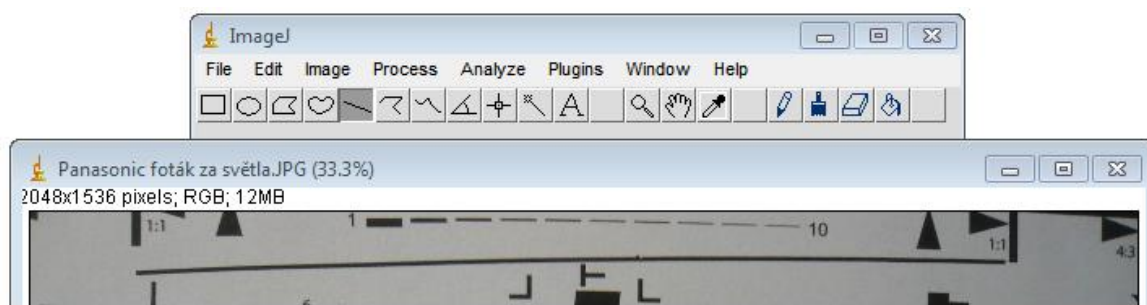 ImageJ
File Edit Image Process Analyze Plugins Window Help
A
Panasonic foták za světla.JPG (33.3%)
2048x1536 pixels; RGB; 12MB
1:1 1 10 1:1 4:3